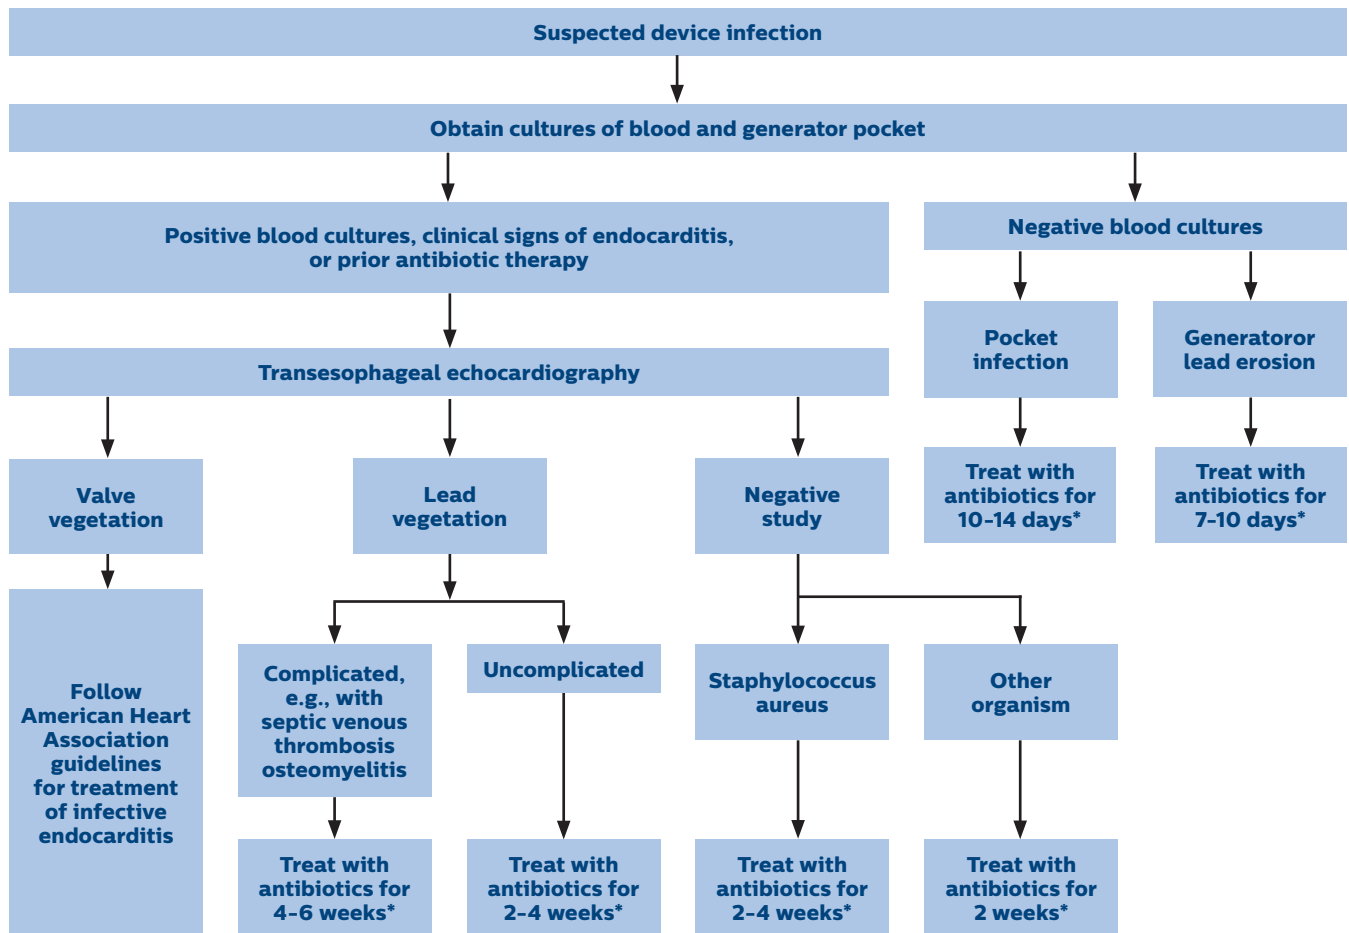 Suspected device infection
Obtain cultures of blood and generator pocket
Positive blood cultures, clinical signs of endocarditis,
or prior antibiotic therapy
Negative blood cultures
Pocket
infection
Generatoror
lead erosion
Transesophageal echocardiography
Treat with
antibiotics for
10-14 days*
Treat with
antibiotics for
7-10 days*
Valve
vegetation
Lead
vegetation
Negative
study
Follow
American Heart
Association
guidelines
for treatment
of infective
endocarditis
Complicated,
e.g., with
septic venous
thrombosis
osteomyelitis
Uncomplicated
Staphylococcus
aureus
Other
organism
Treat with
antibiotics for
4-6 weeks*
Treat with
antibiotics for
2-4 weeks*
Treat with
antibiotics for
2-4 weeks*
Treat with
antibiotics for
2 weeks*